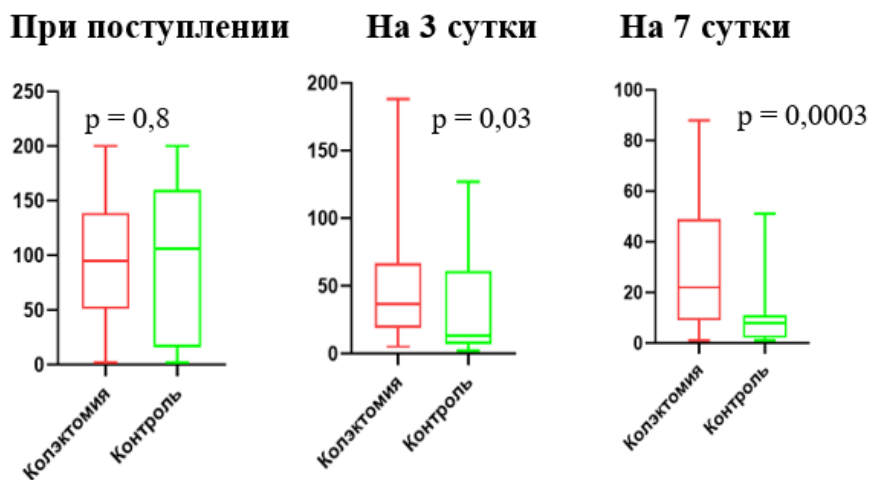 При поступлении
На 3 сутки
На 7 сутки
250
200
150
100
50
0
p = 0,8
Колэктомия
Контроль
200
150
100
50
0
p = 0,03
Колэктомия
Контроль
100
80
60
40
20
0
p = 0,0003
Колэктомия
Контроль